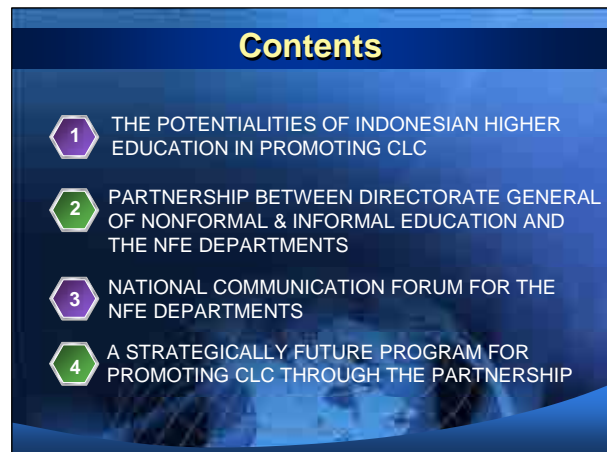 Contents
1
THE POTENTIALITIES OF INDONESIAN HIGHER
EDUCATION IN PROMOTING CLC
2
PARTNERSHIP BETWEEN DIRECTORATE GENERAL
OF NONFORMAL & INFORMAL EDUCATION AND
THE NFE DEPARTMENTS
3
NATIONAL COMMUNICATION FORUM FOR THE
NFE DEPARTMENTS
4
A STRATEGICALLY FUTURE PROGRAM FOR
PROMOTING CLC THROUGH THE PARTNERSHIP